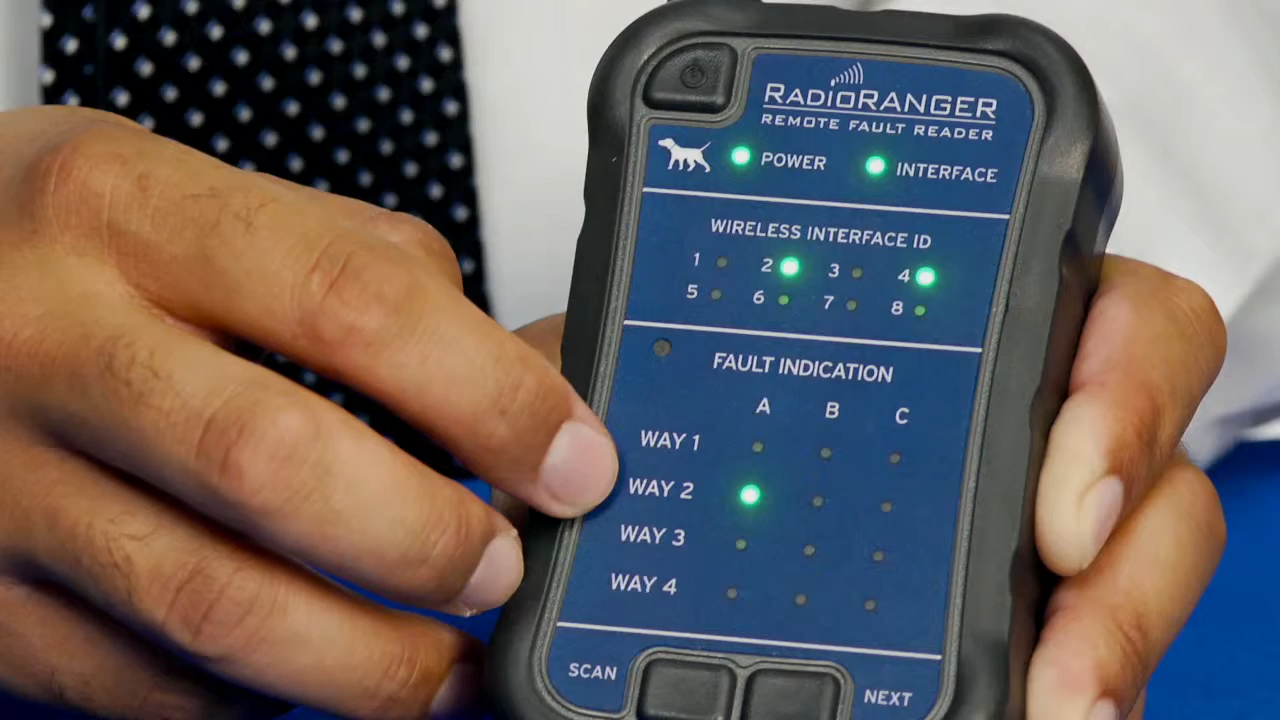 RADIORANGER
REMOTE FAULT READER
POWER INTERFACE
WIRELESS INTERFACE ID
1 2 3 4
5 6 7 8
FAULT INDICATION
A B C
WAY 1
WAY 2
WAY 3
WAY 4
SCAN NEXT